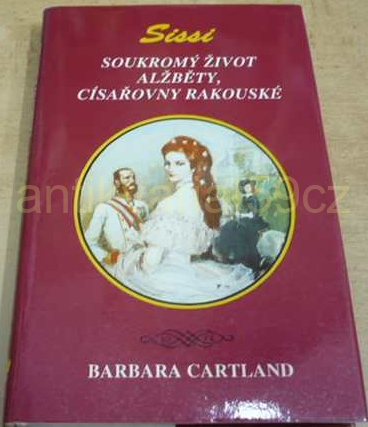 Sissi
SOUKROMÝ ŽIVOT
ALŽBĚTY,
CÍSAŘOVNY RAKOUSKÉ
BARBARA CARTLAND